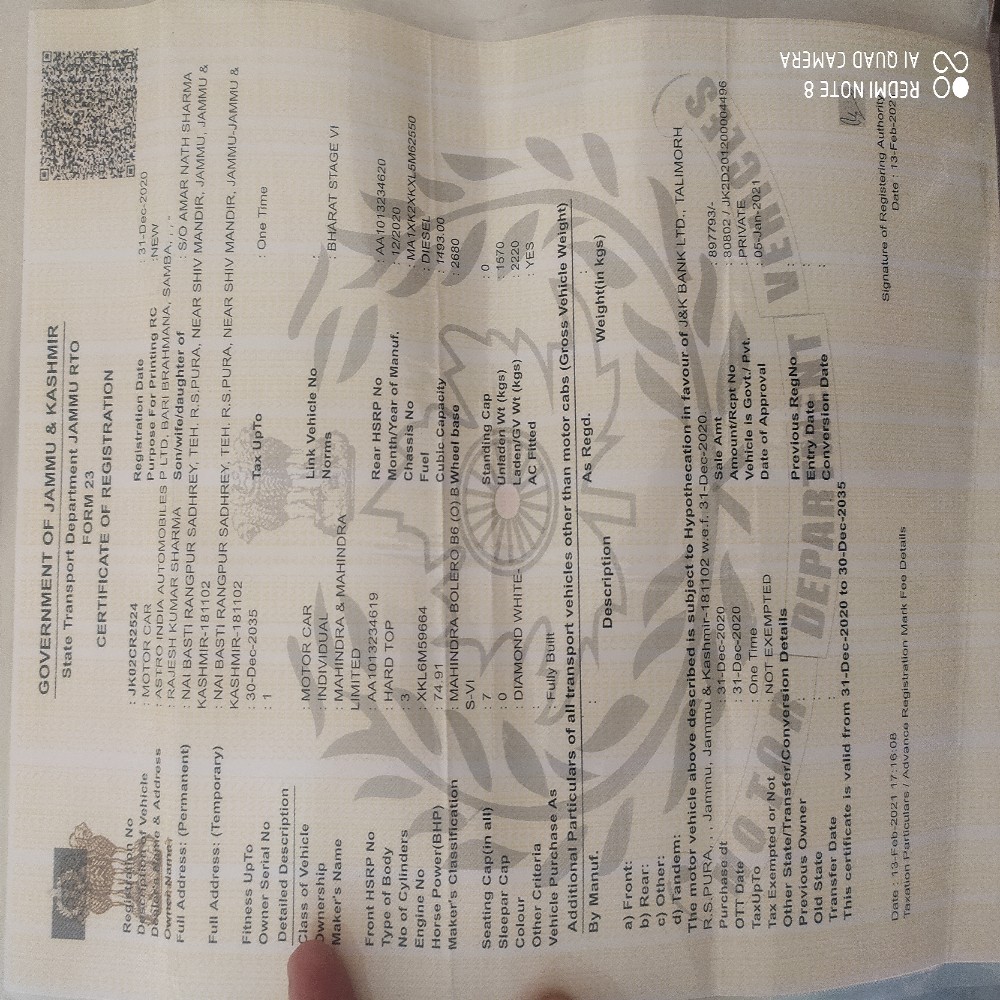 GOVERNMENT OF JAMMU & KASHMIR
State Transport Department JAMMU RTO
FORM 23
CERTIFICATE OF REGISTRATION
Registration No : JK02CR2524 Registration Date : 31-Dec-2020
Description of Vehicle : MOTOR CAR Purpose For Printing RC :NEW
Dealer's Name & Address : ASTRO INDIA AUTOMOBILES P LTD, BARI BRAHMANA, SAMBA, , , -
Owner Name : RAJESH KUMAR SHARMA Son/wife/daughter of : S/O AMAR NATH SHARMA
Full Address: (Permanent) : NAI BASTI RANGPUR SADHREY, TEH. R.S.PURA, NEAR SHIV MANDIR, JAMMU, JAMMU &
KASHMIR-181102
Full Address: (Temporary) : NAI BASTI RANGPUR SADHREY, TEH. R.S.PURA, NEAR SHIV MANDIR, JAMMU-JAMMU &
KASHMIR-181102
Fitness UpTo : 30-Dec-2035 Tax UpTo : One Time
Owner Serial No : 1
Detailed Description
Class of Vehicle : MOTOR CAR Link Vehicle No :
Ownership : INDIVIDUAL Norms : BHARAT STAGE VI
Maker's Name : MAHINDRA & MAHINDRA
LIMITED
Front HSRP No : AA1013234619 Rear HSRP No : AA1013234620
Type of Body : HARD TOP Month/Year of Manuf. : 12/2020
No of Cylinders : 3 Chassis No : MA1XK2XKXL5M62550
Engine No : XKL6M59664 Fuel : DIESEL
Horse Power(BHP) : 74.91 Cubic Capacity : 1493.00
Maker's Classification : MAHINDRA BOLERO B6 (O) B Wheel base : 2680
S-VI
Seating Cap(in all) : 7 Standing Cap : 0
Sleepar Cap : 0 Unladen Wt (kgs) : 1570
Colour : DIAMOND WHITE- Laden/GV Wt (kgs) : 2220
Other Criteria : AC Fitted : YES
Vehicle Purchase As : Fully Built
Additional Particulars of all transport vehicles other than motor cabs (Gross Vehicle Weight)
By Manuf. : As Regd.
Description Weight(in kgs)
a) Front:
b) Rear:
c) Other:
d) Tandem:
The motor vehicle above described is subject to Hypothecation in favour of J&K BANK LTD., TALIMORH
R.S.PURA, , , Jammu, Jammu & Kashmir-181102 w.e.f. 31-Dec-2020.
Purchase dt : 31-Dec-2020 Sale Amt : 897793/-
OTT Date : 31-Dec-2020 Amount/Rcpt No : 80802 / JK2D201200004496
TaxUpTo : One Time Vehicle is Govt./ Pvt. : PRIVATE
Tax Exempted or Not : NOT EXEMPTED Date of Approval : 05-Jan-2021
Other State/Transfer/Conversion Details
Previous Owner : Previous RegNo :
Old State : Entry Date :
Transfer Date : Conversion Date :
This certificate is valid from 31-Dec-2020 to 30-Dec-2035
Signature of Registering Authority
Date : 13-Feb-202
Date : 13-Feb-2021 17:16:08
Taxation Particulars / Advance Registration Mark Fee Details
VEHICLES
DEPARTMENT
REDMI NOTE 8
AI QUAD CAMERA